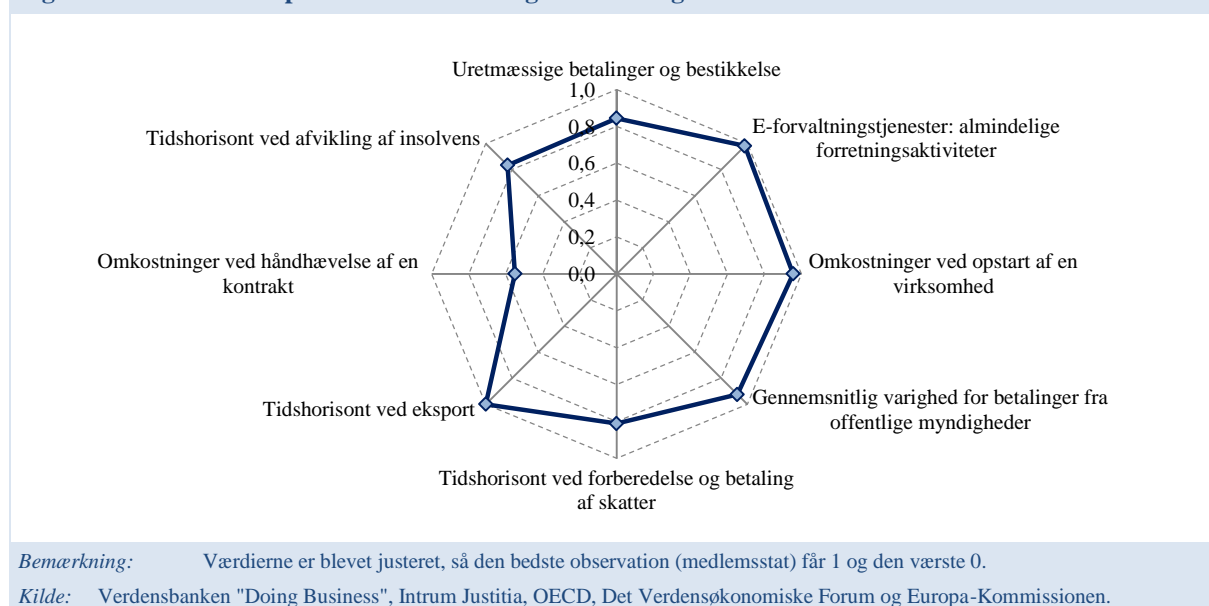 Uretmæssige betalinger og bestikkelse
1,0
E-forvaltningstjenester: almindelige
forretningsaktiviteter
Tidshorisont ved afvikling af insolvens
0,8
0,6
0,4
0,2
0,0
Omkostninger ved håndhævelse af en
kontrakt
Omkostninger ved opstart af en
virksomhed
Tidshorisont ved eksport
Gennemsnitlig varighed for betalinger fra
offentlige myndigheder
Tidshorisont ved forberedelse og betaling
af skatter
Bemærkning: Værdierne er blevet justeret, så den bedste observation (medlemsstat) får 1 og den værste 0.
Kilde: Verdensbanken "Doing Business", Intrum Justitia, OECD, Det Verdensøkonomiske Forum og Europa-Kommissionen.